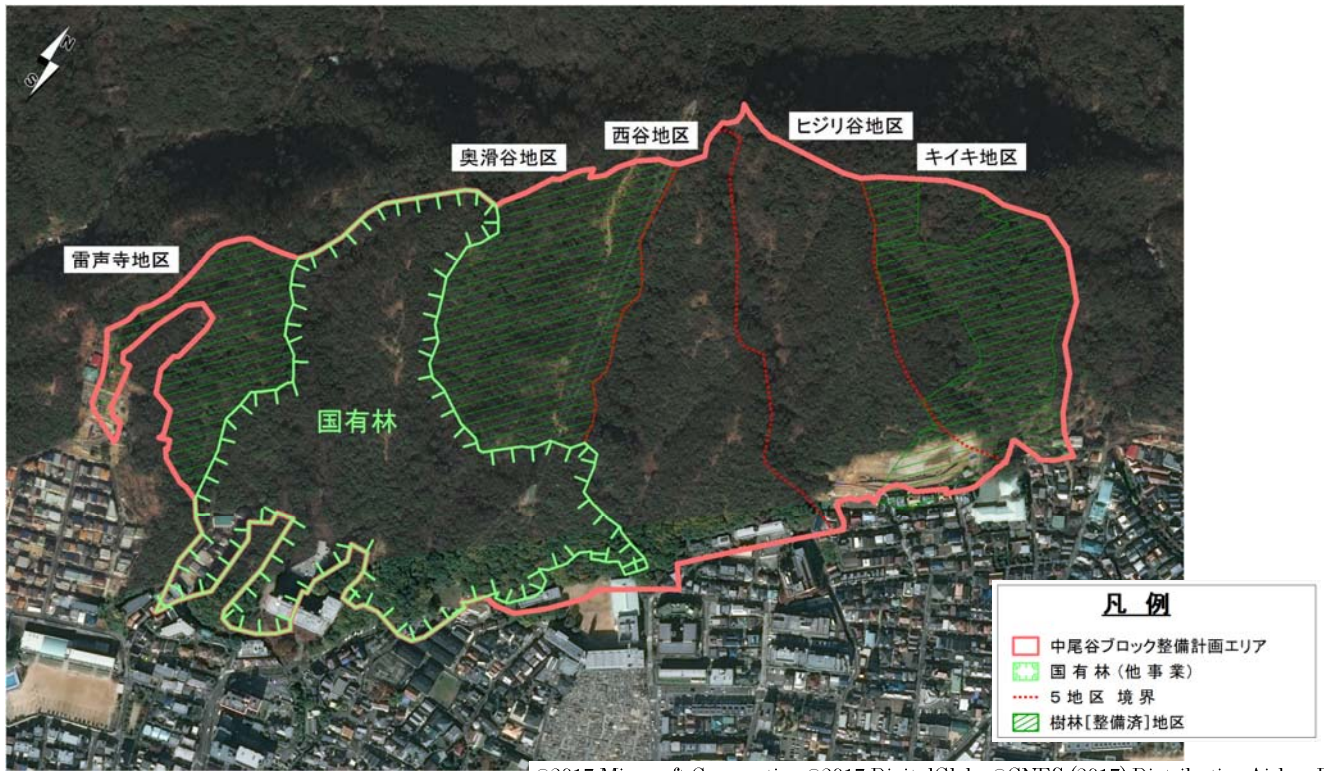 N
S
ヒジリ谷地区
西谷地区
奥滑谷地区
キイキ地区
雷声寺地区
国有林
凡 例
中尾谷ブロック整備計画エリア
国 有 林 (他 事 業)
5 地 区 境 界
樹林[整備済]地区